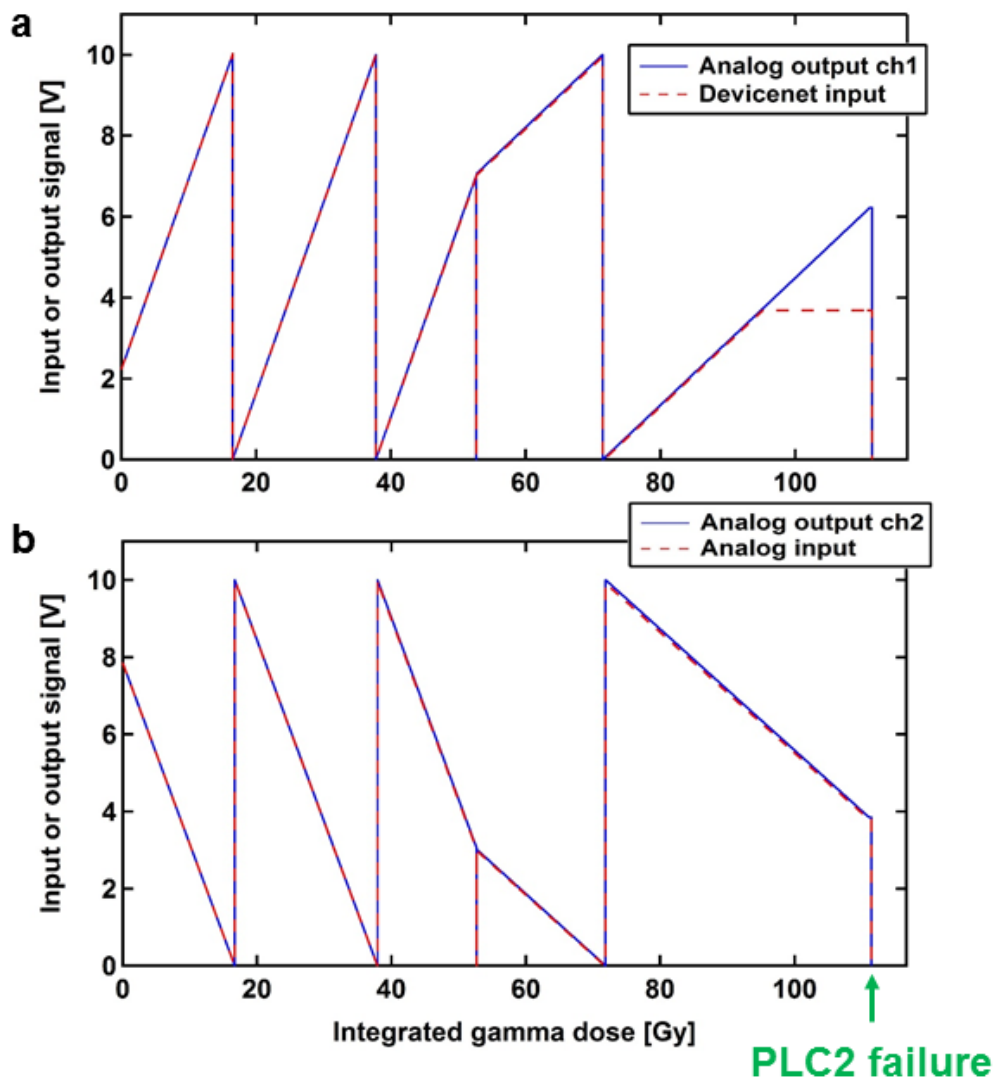 a
Input or output signal [V]
10
8
6
4
2
0
Analog output ch1
Devicenet input
0 20 40 60 80 100
b
Input or output signal [V]
10
8
6
4
2
0
Analog output ch2
Analog input
0 20 40 60 80 100
Integrated gamma dose [Gy]
PLC2 failure